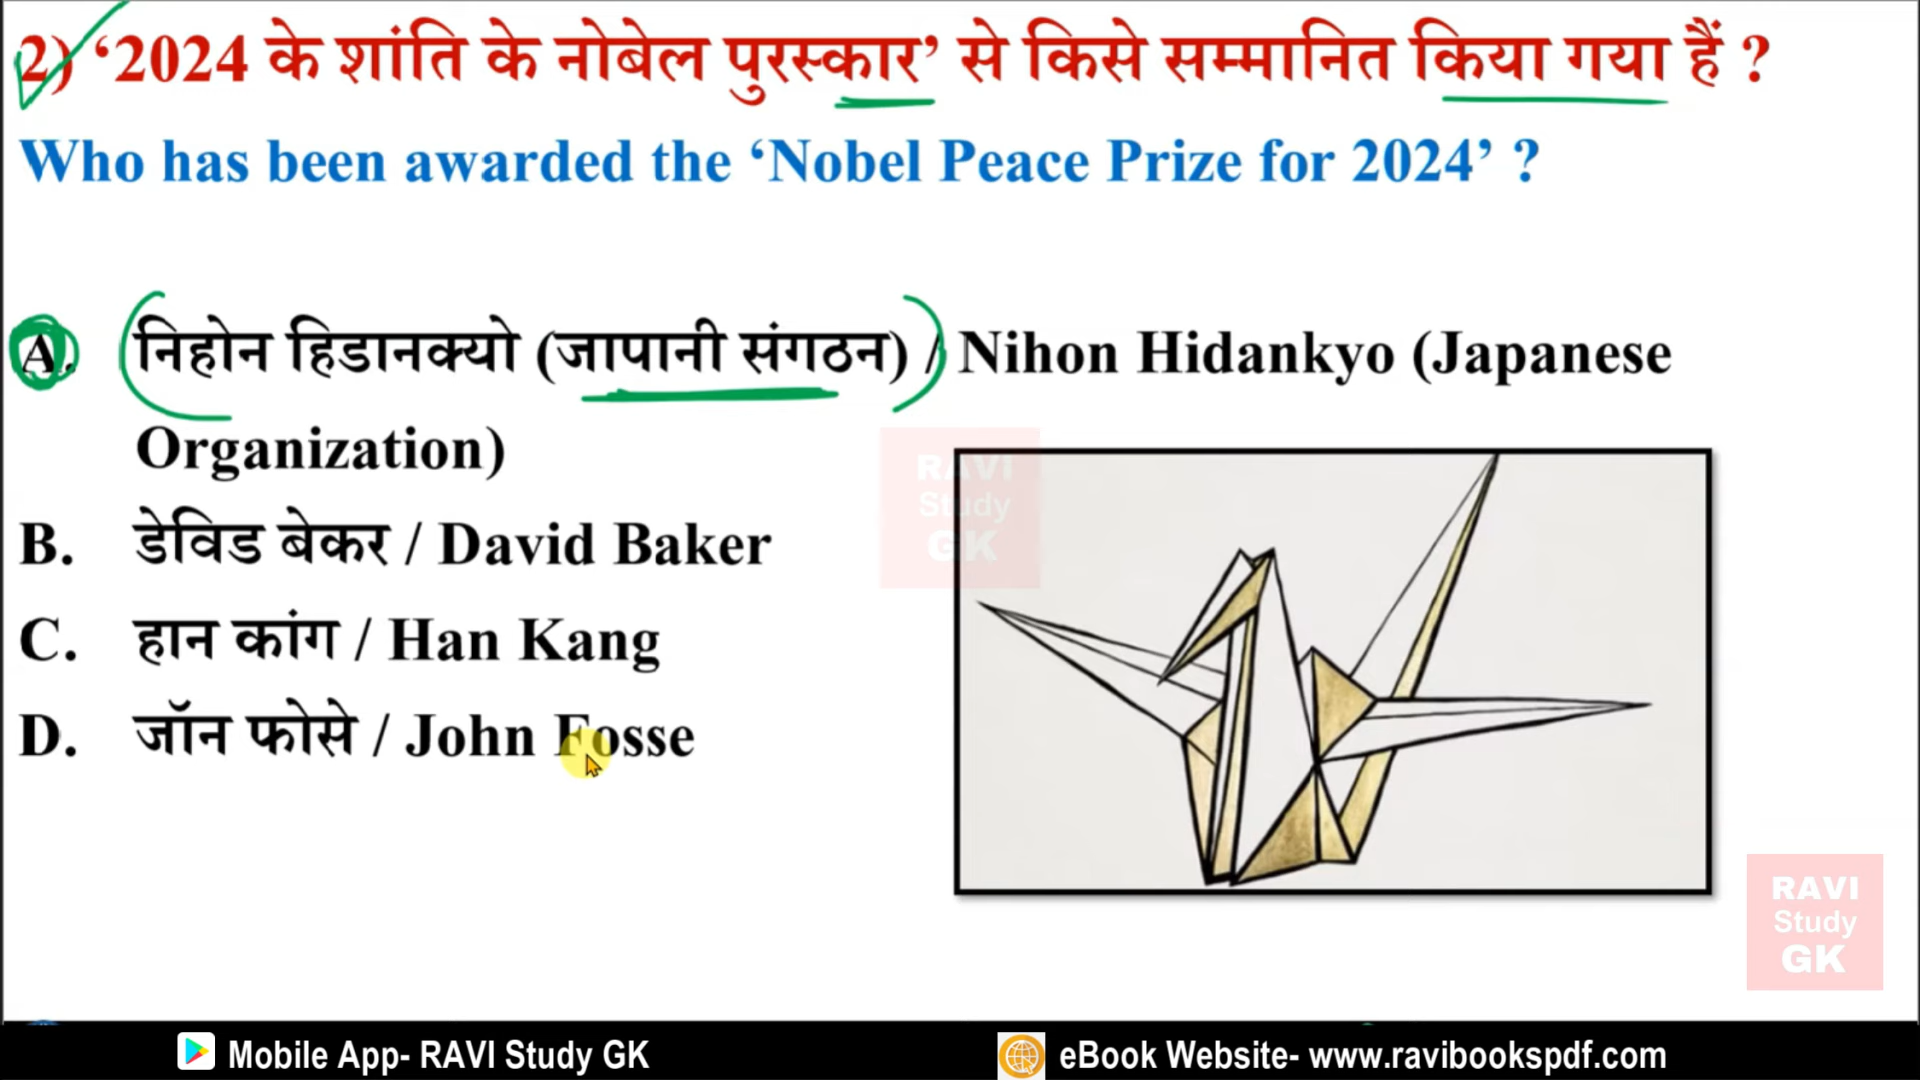 2) ‘2024 के शांति के नोबेल पुरस्कार’ से किसे सम्मानित किया गया हैं ?
Who has been awarded the ‘Nobel Peace Prize for 2024’ ?
A. निहोन हिडानक्यो (जापानी संगठन) / Nihon Hidankyo (Japanese
Organization)
B. डेविड बेकर / David Baker
C. हान कांग / Han Kang
D. जॉन फोसे / John Fosse
RAVI
Study
GK
RAVI
Study
GK
Mobile App- RAVI Study GK
eBook Website- www.ravibookspdf.com